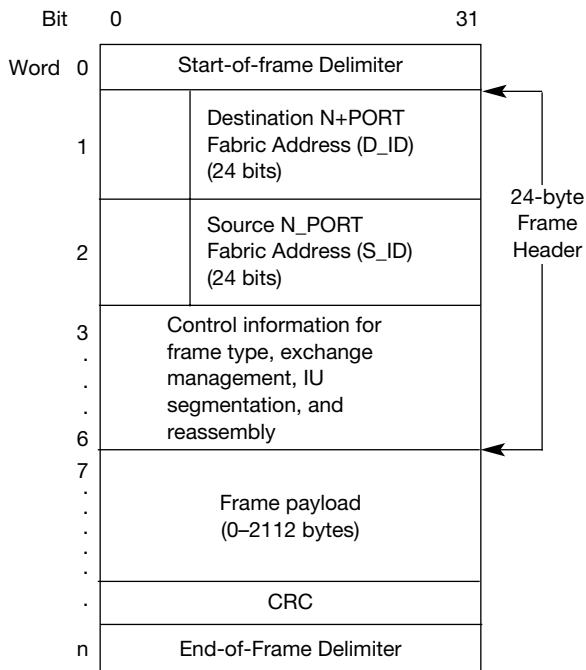 Bit 0 31
Word 0 Start-of-frame Delimiter
1
Destination N+PORT
Fabric Address (D_ID)
(24 bits)
2
Source N_PORT
Fabric Address (S_ID)
(24 bits)
24-byte
Frame
Header
3
.
.
.
6
Control information for
frame type, exchange
management, IU
segmentation, and
reassembly
7
.
.
.
.
.
Frame payload
(0–2112 bytes)
. CRC
n End-of-Frame Delimiter